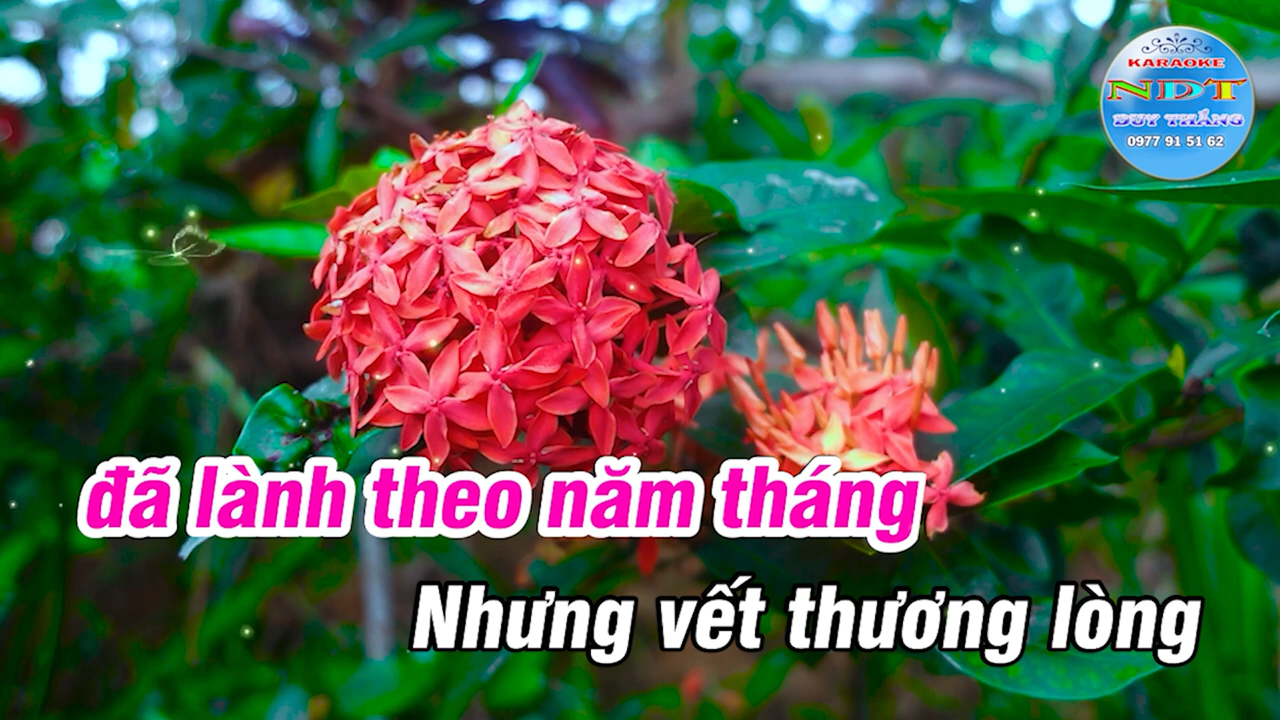 KARAOKE
NDT
DUY THẮNG
0977 91 51 62
đã lành theo năm tháng
Nhưng vết thương lòng